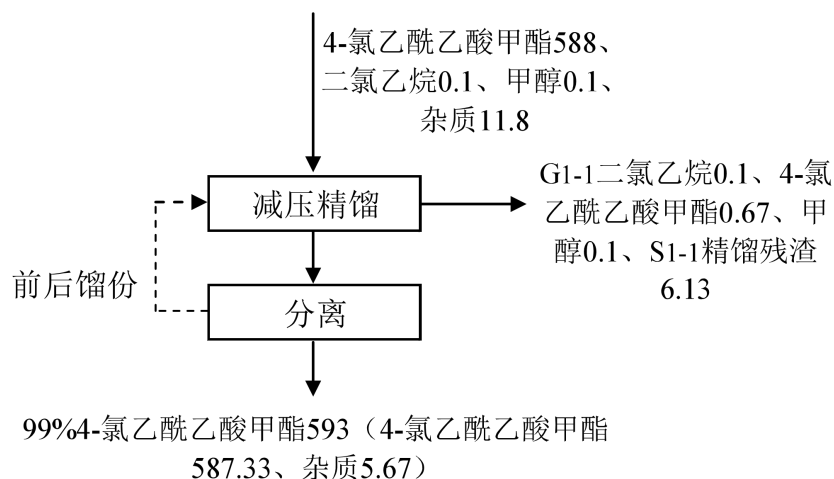 4-氯乙酰乙酸甲酯588、
二氯乙烷0.1、甲醇0.1、
杂质11.8
减压精馏
G1-1二氯乙烷0.1、4-氯
乙酰乙酸甲酯0.67、甲
醇0.1、S1-1精馏残渣
6.13
前后馏份
分离
99%4-氯乙酰乙酸甲酯593（4-氯乙酰乙酸甲酯
587.33、杂质5.67）